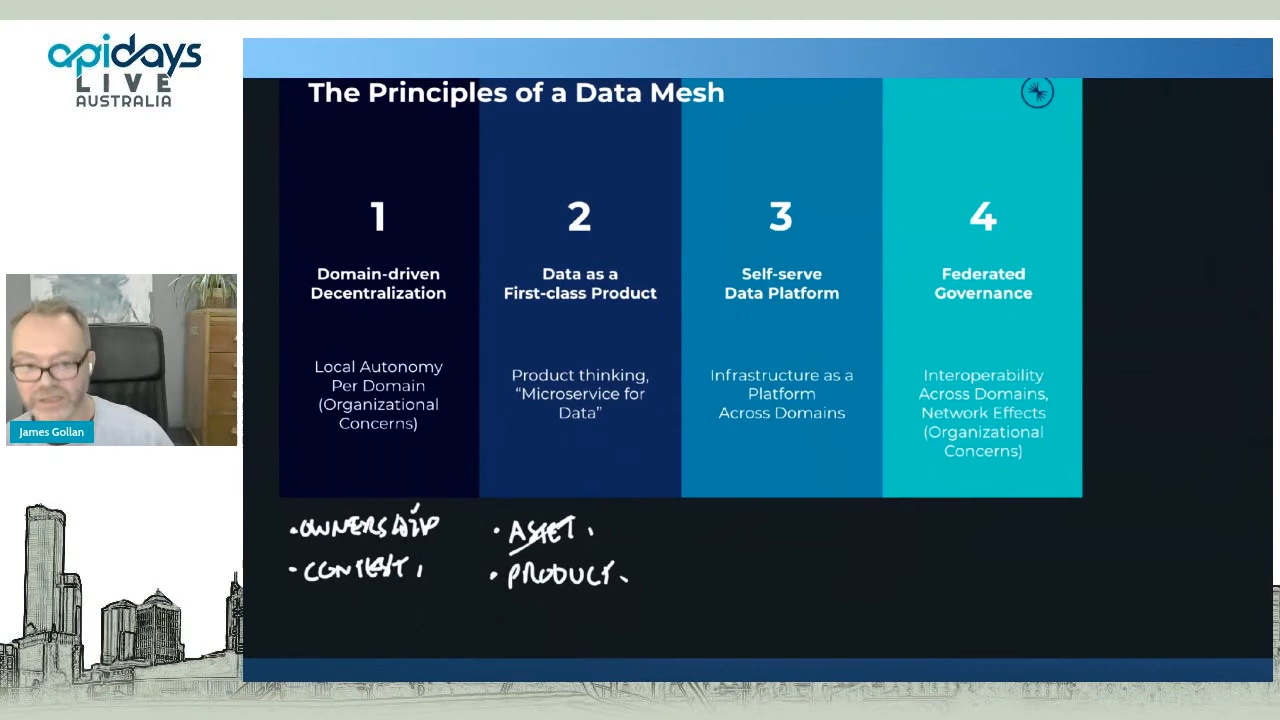 apidays
LIVE
AUSTRALIA
The Principles of a Data Mesh
1
Domain-driven
Decentralization
Local Autonomy
Per Domain
(Organizational
Concerns)
2
Data as a
First-class Product
Product thinking,
“Microservice for
Data”
3
Self-serve
Data Platform
Infrastructure as a
Platform
Across Domains
4
Federated
Governance
Interoperability
Across Domains,
Network Effects
(Organizational
Concerns)
• OWNERSHIP
• CONTEXT
• ASSET
• PRODUCT
James Gollan